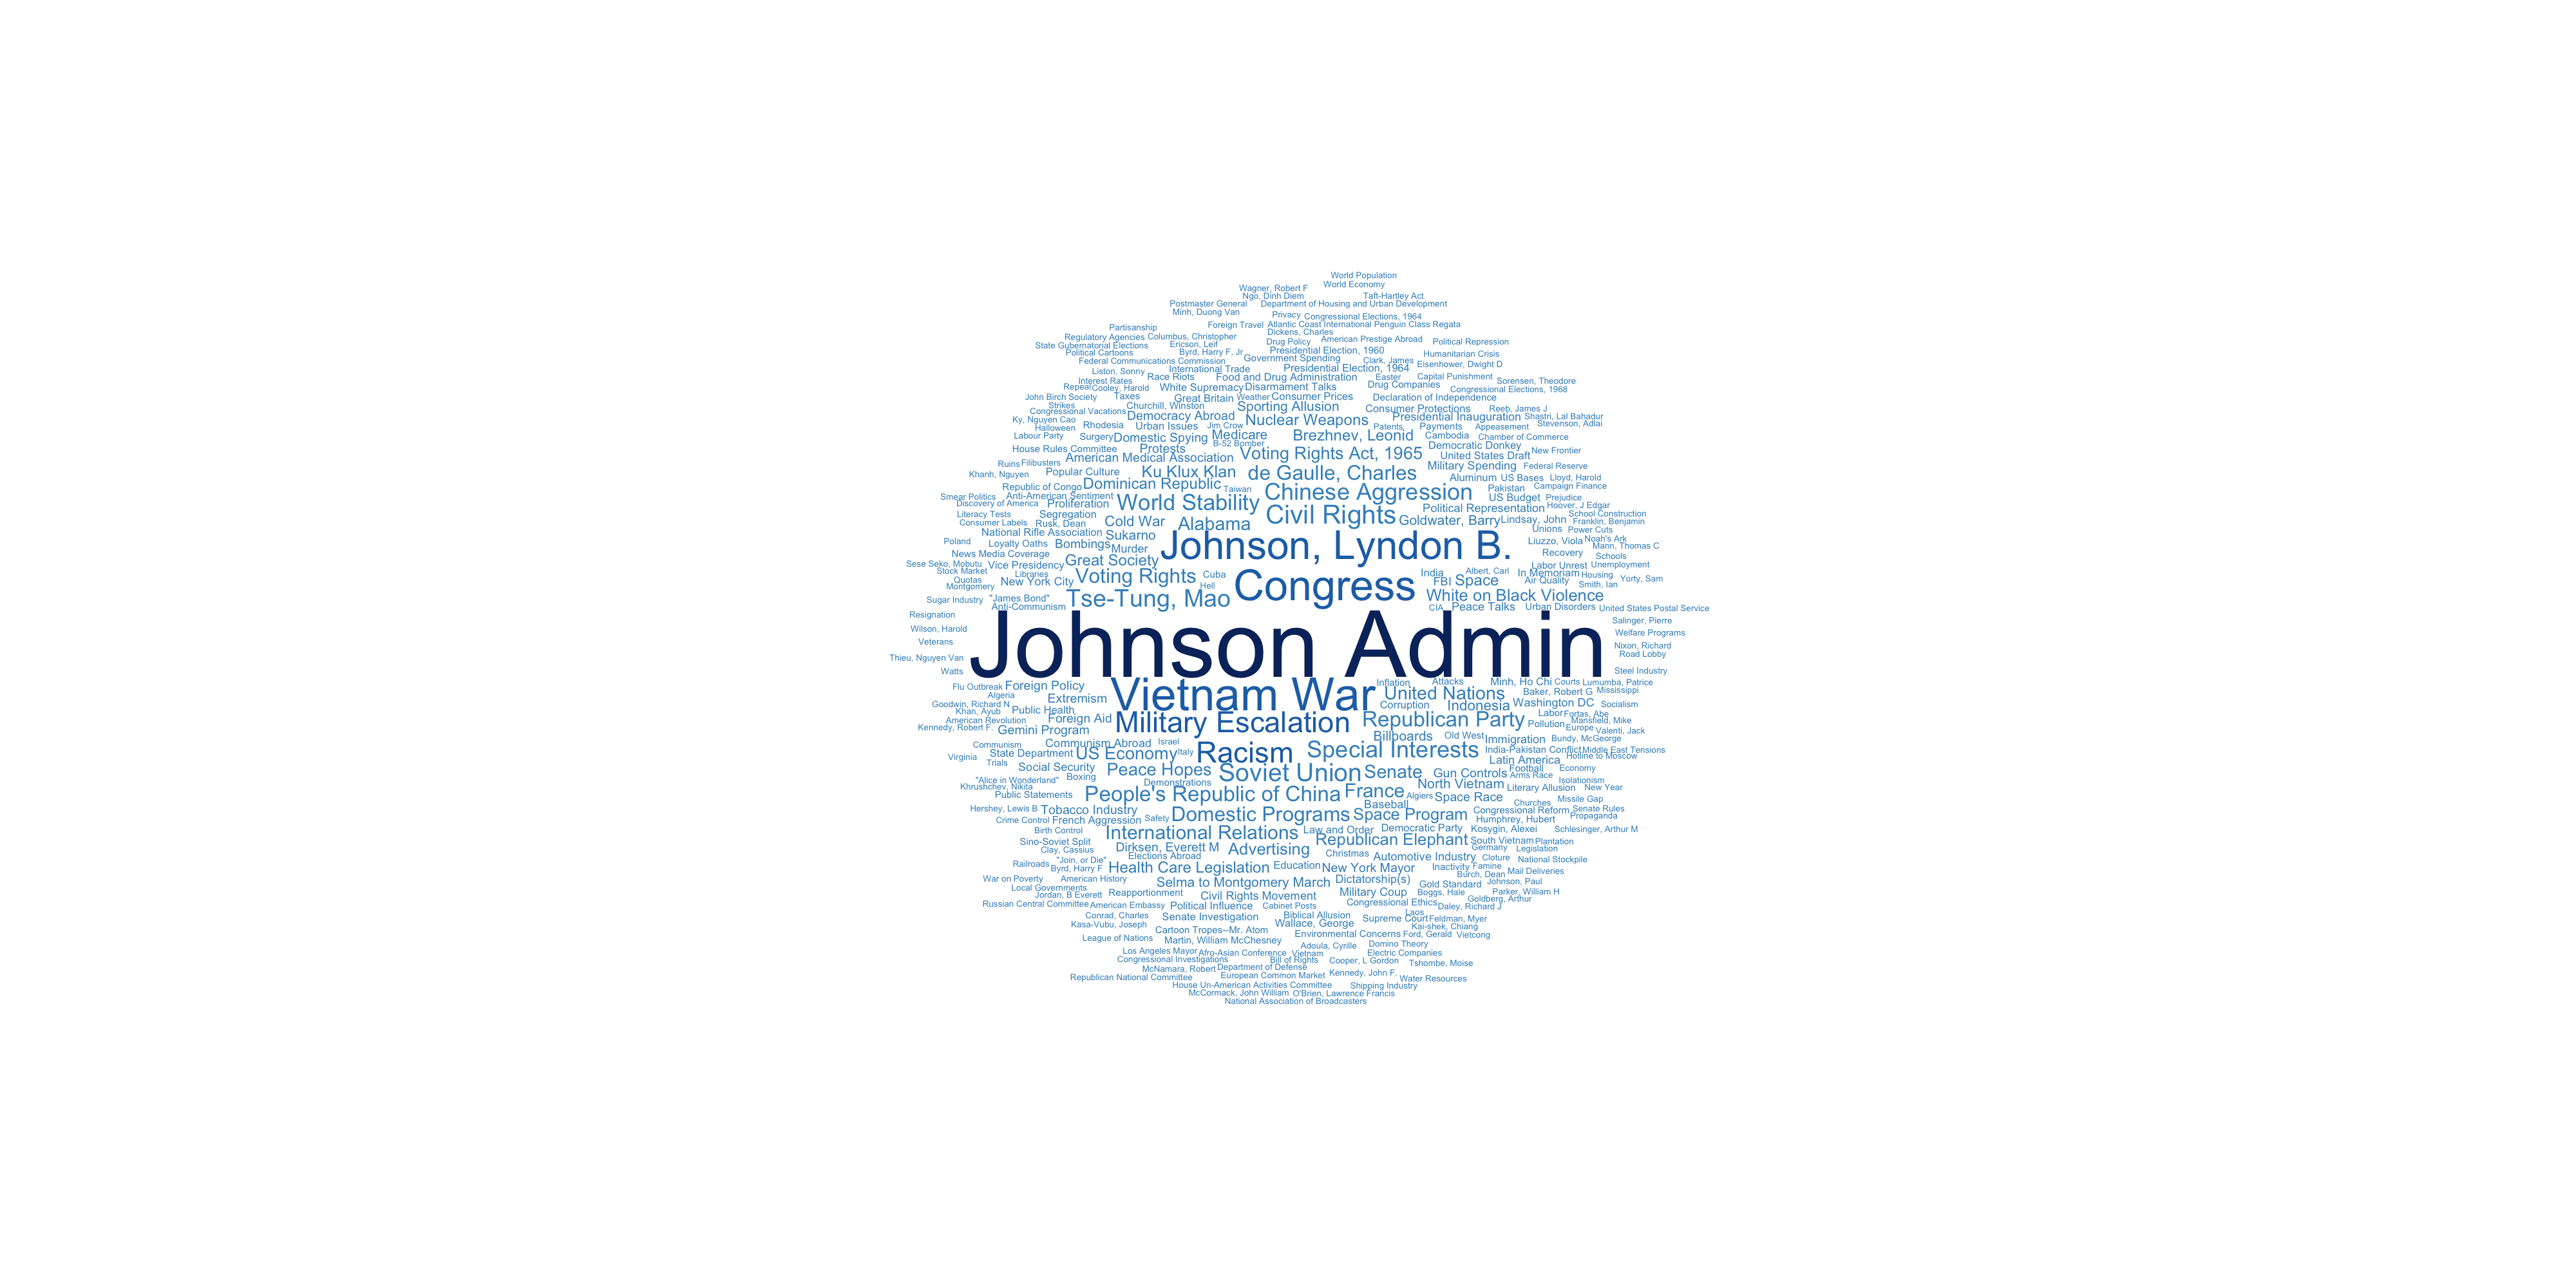 World Population
World Economy
Wagner, Robert F
Ngo, Dinh Diem Taft-Hartley Act
Postmaster General Department of Housing and Urban Development
Minh, Duong Van Privacy Congressional Elections, 1964
Partisanship Foreign Travel Atlantic Coast International Penguin Class Regata
Dickens, Charles
Regulatory Agencies Columbus, Christopher Drug Policy American Prestige Abroad Political Repression
State Gubernatorial Elections Ericson, Leif
Political Cartoons Byrd, Harry F, Jr Presidential Election, 1960 Humanitarian Crisis
Federal Communications Commission Government Spending Clark, James Eisenhower, Dwight D
Liston, Sonny International Trade Presidential Election, 1964
Interest Rates Race Riots Food and Drug Administration Easter Capital Punishment Sorensen, Theodore
Repeal Cooley, Harold White Supremacy Disarmament Talks Drug Companies Congressional Elections, 1968
John Birch Society Taxes Great Britain Weather Consumer Prices Declaration of Independence
Strikes Churchill, Winston Sporting Allusion Consumer Protections Reeb, James J
Congressional Vacations Democracy Abroad Nuclear Weapons Presidential Inauguration Shastri, Lal Bahadur
Ky, Nguyen Cao Rhodesia Urban Issues Jim Crow Patents Payments Appeasement Stevenson, Adlai
Halloween
Labour Party Surgery Domestic Spying Medicare Brezhnev, Leonid Cambodia Chamber of Commerce
House Rules Committee Protests B-52 Bomber Voting Rights Act, 1965 Democratic Donkey New Frontier
American Medical Association United States Draft
Ruins Filibusters Military Spending Federal Reserve
Khanh, Nguyen Popular Culture Ku Klux Klan de Gaulle, Charles Aluminum US Bases Lloyd, Harold
Republic of Congo Dominican Republic Taiwan Chinese Aggression Pakistan Campaign Finance
Smear Politics Anti-American Sentiment World Stability US Budget Prejudice
Discovery of America Proliferation Political Representation Hoover, J Edgar
Literacy Tests Segregation Civil Rights School Construction
Consumer Labels Rusk, Dean Cold War Alabama Goldwater, Barry Lindsay, John Franklin, Benjamin
National Rifle Association Sukarno Unions Power Cuts
Poland Loyalty Oaths Bombings Murder Johnson, Lyndon B. Liuzzo, Viola Noah's Ark
Mann, Thomas C
News Media Coverage Great Society Recovery Schools
Sese Seko, Mobutu Vice Presidency Labor Unrest Unemployment
Stock Market Libraries Voting Rights Cuba Congress India Albert, Carl In Memoriam Housing
Quotas New York City FBI Space Air Quality Yorty, Sam
Montgomery Hell Smith, Ian
Sugar Industry "James Bond" Tse-Tung, Mao White on Black Violence
Anti-Communism CIA Peace Talks Urban Disorders United States Postal Service
Resignation Salinger, Pierre
Wilson, Harold Welfare Programs
Veterans Johnson Admin Nixon, Richard
Road Lobby
Thieu, Nguyen Van
Watts Steel Industry
Flu Outbreak Foreign Policy Vietnam War Inflation Attacks Minh, Ho Chi Courts Lumumba, Patrice
Algeria Extremism United Nations Baker, Robert G Mississippi
Goodwin, Richard N Corruption Indonesia Washington DC Socialism
Khan, Ayub Public Health Labor Fortas, Abe
American Revolution Foreign Aid Military Escalation Republican Party Pollution Mansfield, Mike
Kennedy, Robert F. Gemini Program Europe Valenti, Jack
Billboards Old West Immigration Bundy, McGeorge
Communism Communism Abroad Israel
Virginia State Department US Economy Italy Racism Special Interests India-Pakistan Conflict Middle East Tensions
Trials Latin America Hotline to Moscow
Social Security Peace Hopes Soviet Union Senate Gun Controls Football Economy
"Alice in Wonderland" Boxing Arms Race Isolationism
Khrushchev, Nikita Demonstrations North Vietnam Literary Allusion New Year
Public Statements People's Republic of China France Algiers Space Race Missile Gap
Hershey, Lewis B Tobacco Industry Baseball Churches Senate Rules
Congressional Reform Propaganda
Crime Control French Aggression Safety Domestic Programs Space Program Humphrey, Hubert
Birth Control International Relations Law and Order Democratic Party Kosygin, Alexei Schlesinger, Arthur M
Sino-Soviet Split Republican Elephant South Vietnam Plantation
Clay, Cassius Dirksen, Everett M Advertising Germany Legislation
"Join, or Die" Elections Abroad Christmas Automotive Industry Cloture National Stockpile
Railroads Byrd, Harry F Health Care Legislation Education New York Mayor Inactivity Famine
Burch, Dean Mail Deliveries
War on Poverty American History Selma to Montgomery March Dictatorship(s) Gold Standard Johnson, Paul
Local Governments
Jordan, B Everett Reapportionment Civil Rights Movement Military Coup Boggs, Hale Parker, William H
Goldberg, Arthur
Russian Central Committee American Embassy Political Influence Cabinet Posts Congressional Ethics Daley, Richard J
Conrad, Charles Senate Investigation Biblical Allusion Laos
Kasa-Vubu, Joseph Wallace, George Supreme Court Feldman, Myer
Cartoon Tropes--Mr. Atom Kai-shek, Chiang
League of Nations Martin, William McChesney Environmental Concerns Ford, Gerald Vietcong
Adoula, Cyrille Domino Theory
Los Angeles Mayor Afro-Asian Conference Vietnam Electric Companies
Congressional Investigations Bill of Rights Cooper, L Gordon Tshombe, Moise
McNamara, Robert Department of Defense
Republican National Committee European Common Market Kennedy, John F. Water Resources
House Un-American Activities Committee Shipping Industry
McCormack, John William O'Brien, Lawrence Francis
National Association of Broadcasters